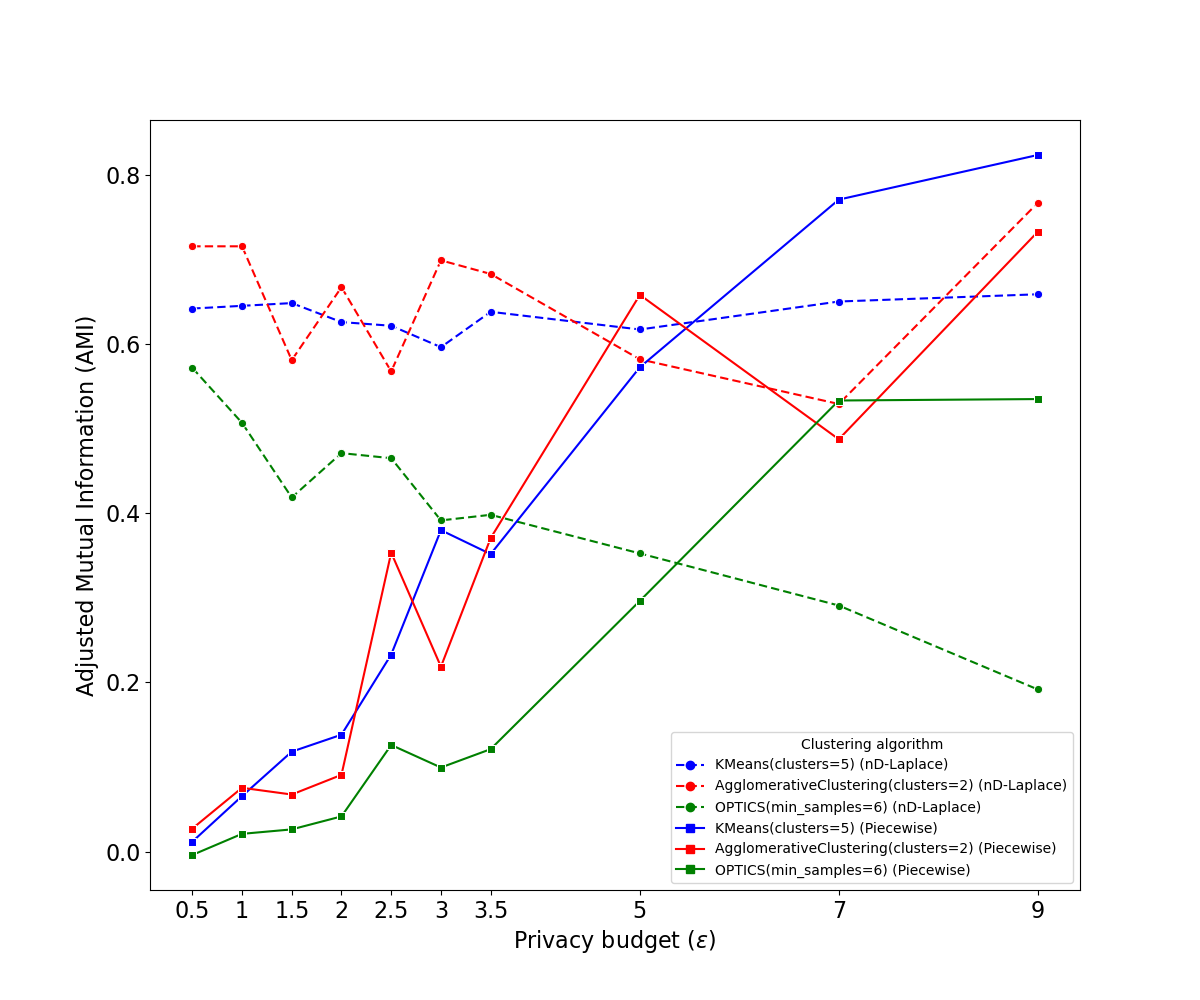 0.8
0.6
0.4
0.2
0.0
Adjusted Mutual Information (AMI)
Clustering algorithm
KMeans(clusters=5) (nD-Laplace)
AgglomerativeClustering(clusters=2) (nD-Laplace)
OPTICS(min_samples=6) (nD-Laplace)
KMeans(clusters=5) (Piecewise)
AgglomerativeClustering(clusters=2) (Piecewise)
OPTICS(min_samples=6) (Piecewise)
0.5 1 1.5 2 2.5 3 3.5 5 7 9
Privacy budget (ε)